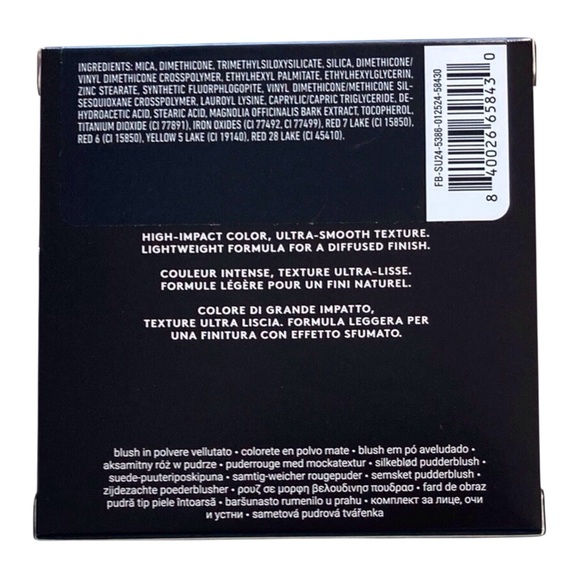 INGREDIENTS: MICA, DIMETHICONE, TRIMETHYLSILOXYSILICATE, SILICA, DIMETHICONE/
VINYL DIMETHICONE CROSSPOLYMER, ETHYLHEXYL PALMITATE, ETHYLHEXYLGLYCERIN,
ZINC STEARATE, SYNTHETIC FLUORPHLOGOPITE, VINYL DIMETHICONE/METHICONE SIL-
SESQUIOXANE CROSSPOLYMER, LAUROYL LYSINE, CAPRYLIC/CAPRIC TRIGLYCERIDE, DE-
HYDROACETIC ACID, STEARIC ACID, MAGNOLIA OFFICINALIS BARK EXTRACT, TOCOPHEROL,
TITANIUM DIOXIDE (CI 77891), IRON OXIDES (CI 77492, CI 77499), RED 7 LAKE (CI 15850),
RED 6 (CI 15850), YELLOW 5 LAKE (CI 19140), RED 28 LAKE (CI 45410).
FB-SU24-5386-012524-58430
8 40026 65843 0
HIGH-IMPACT COLOR, ULTRA-SMOOTH TEXTURE.
LIGHTWEIGHT FORMULA FOR A DIFFUSED FINISH.
COULEUR INTENSE, TEXTURE ULTRA-LISSE.
FORMULE LÉGÈRE POUR UN FINI NATUREL.
COLORE DI GRANDE IMPATTO,
TEXTURE ULTRA LISCIA. FORMULA LEGGERA PER
UNA FINITURA CON EFFETTO SFUMATO.
blush in polvere vellutato • colorete en polvo mate • blush em pó aveludado •
aksamitny róż w pudrze • puderrouge med mockatextur • silkeblød pudderblush •
suede-puuteriposkipuna • samtig-weicher rougepuder • semsket pudderblush •
zijdezachte poederblusher • ρουζ σε μορφη βελουδινης πουδρασ • fard de obraz
pudră tip piele întoarsă • baršunasto rumenilo u prahu • комплект за лице, очи
и устни • sametová pudrová tvářenka